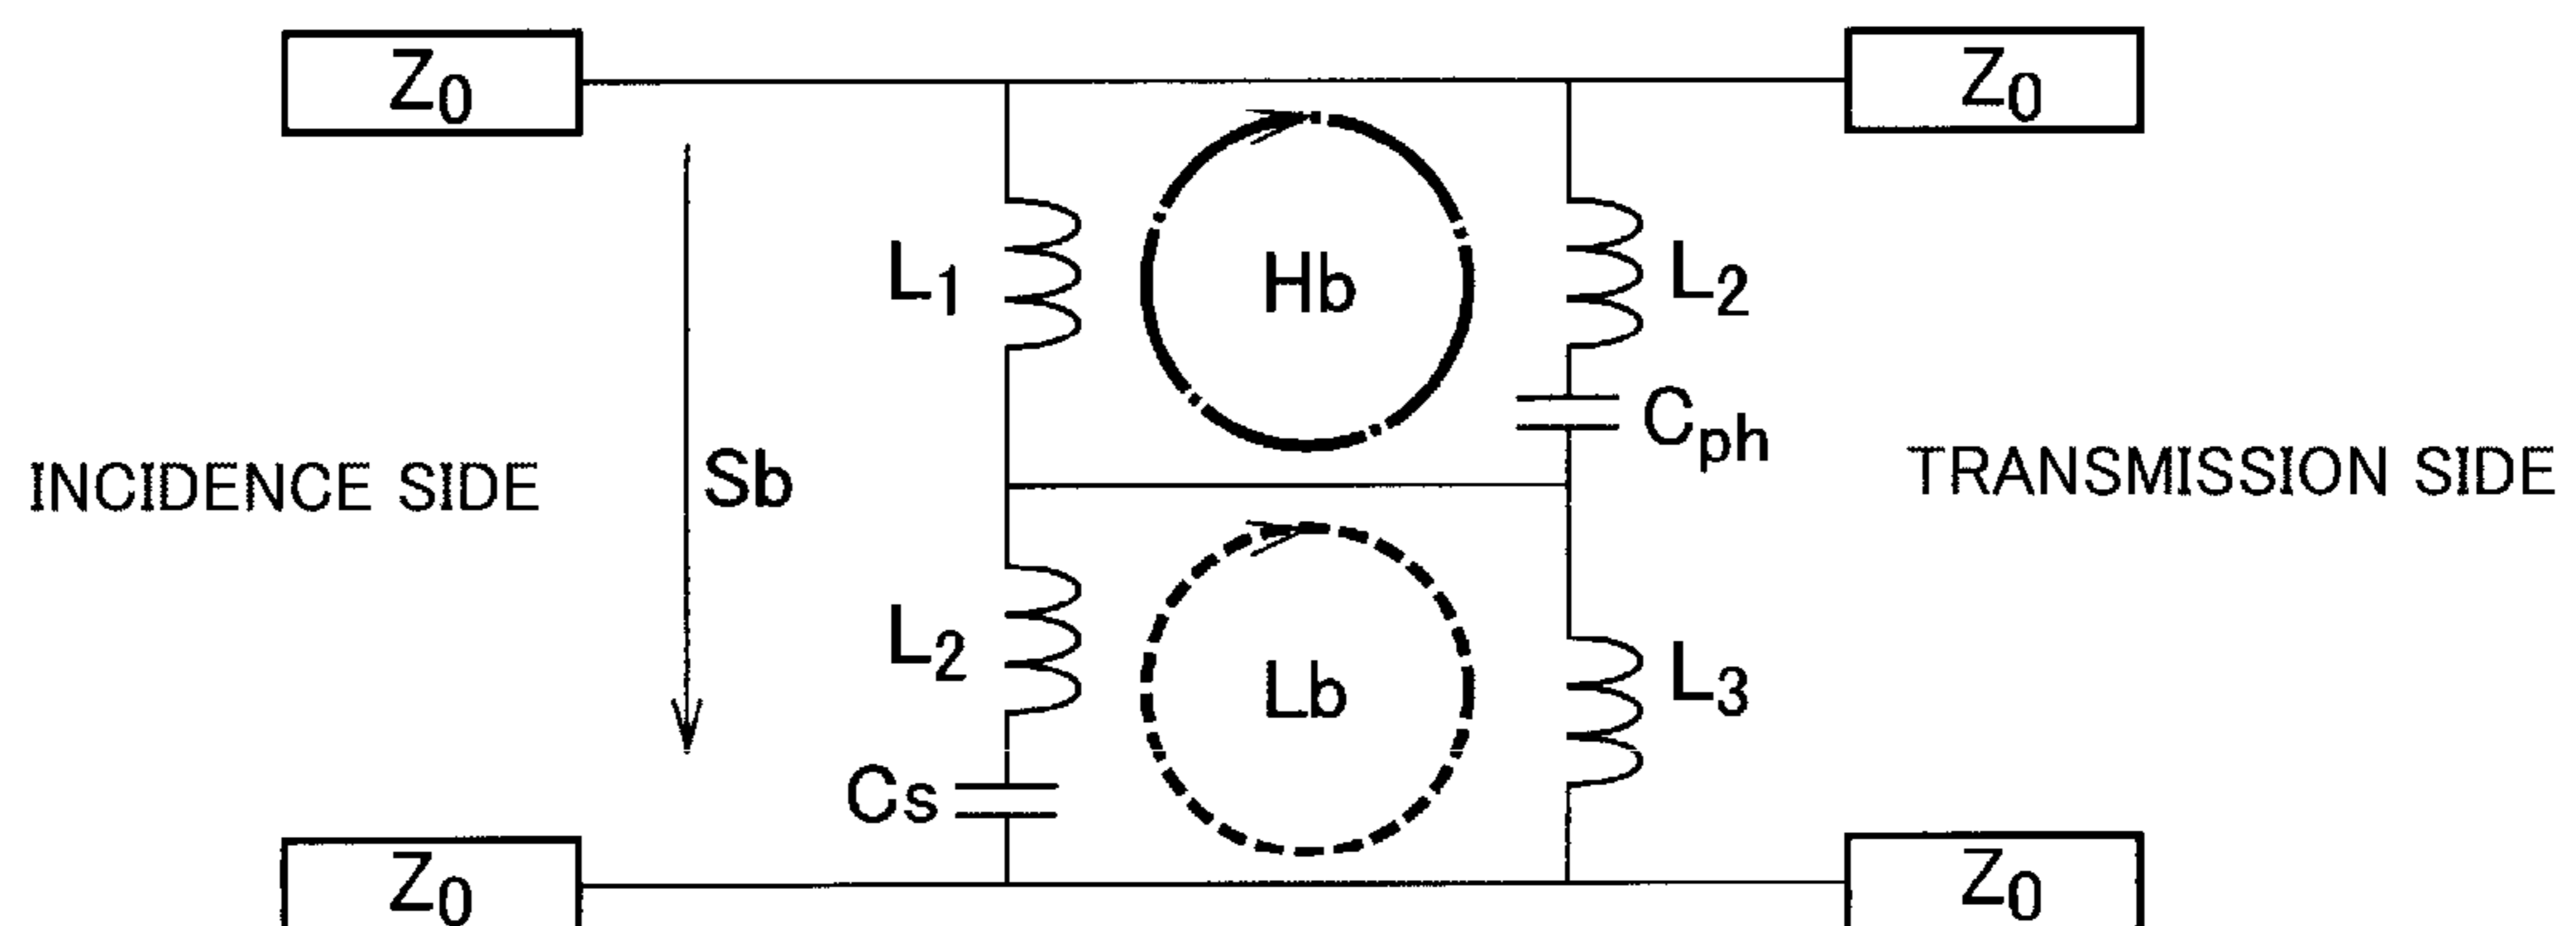 Z0 Z0
L1 Hb L2
Cph
INCIDENCE SIDE Sb TRANSMISSION SIDE
L2 Lb L3
Cs
Z0 Z0